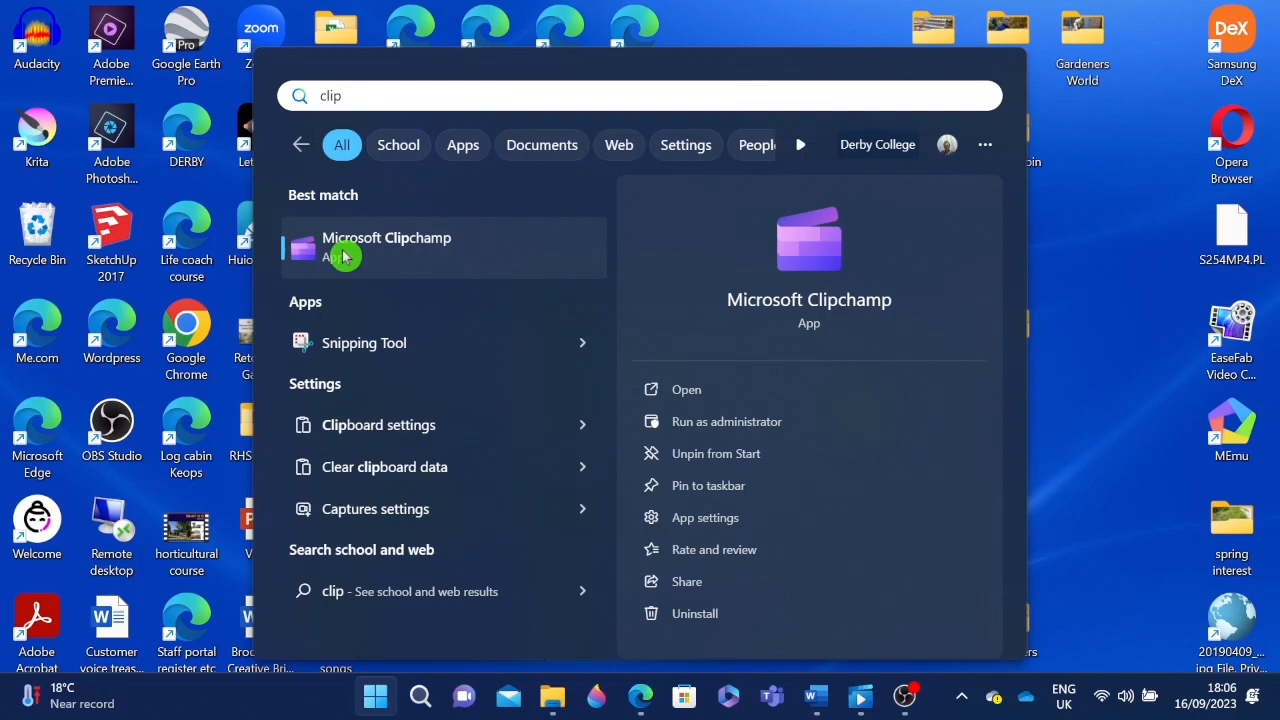 Audacity
Adobe
Premie...
Google Earth
Pro
Pro
zoom
Gardeners
World
DeX
Samsung
DeX
clip
All
School
Apps
Documents
Web
Settings
Derby College
Krita
Adobe
Photosh...
DERBY
Opera
Browser
Best match
Microsoft Clipchamp
Microsoft Clipchamp
App
Recycle Bin
SketchUp
2017
Life coach
course
S254MP4.PL
Apps
Snipping Tool
Settings
Clipboard settings
Clear clipboard data
Captures settings
Search school and web
clip - See school and web results
Open
Run as administrator
Unpin from Start
Pin to taskbar
App settings
Rate and review
Share
Uninstall
Me.com
Wordpress
Google
Chrome
EaseFab
Video C...
Microsoft
Edge
OBS Studio
Log cabin
Keops
RHS
MEmu
Welcome
Remote
desktop
horticultural
course
spring
interest
Adobe
Acrobat
Customer
voice treas...
Staff portal
register etc
Creative Bri...
songs
20190409_...
ing File, Priv...
18°C
Near record
ENG
UK
18:06
16/09/2023